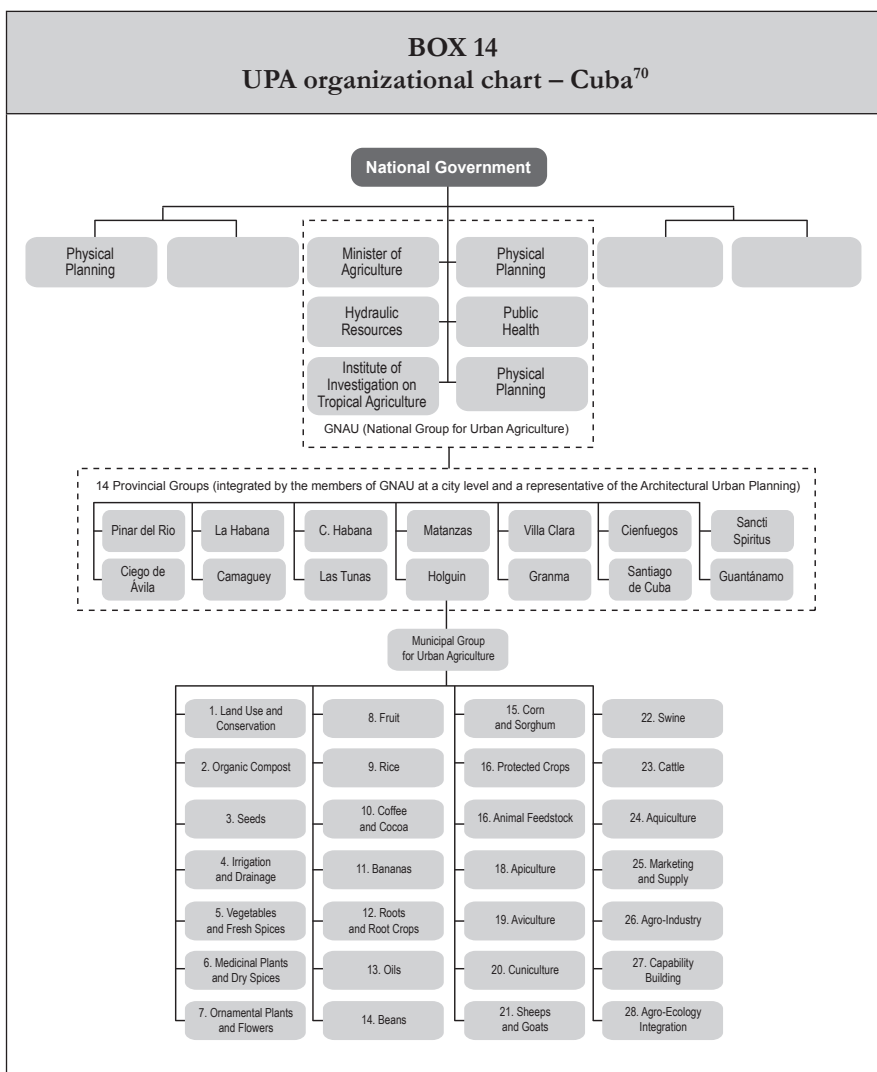 BOX 14
UPA organizational chart – Cuba70
National Government
Physical
Planning
Minister of
Agriculture
Physical
Planning
Hydraulic
Resources
Public
Health
Institute of
Investigation on
Tropical Agriculture
Physical
Planning
GNAU (National Group for Urban Agriculture)
14 Provincial Groups (integrated by the members of GNAU at a city level and a representative of the Architectural Urban Planning)
Pinar del Rio
La Habana
C. Habana
Matanzas
Villa Clara
Cienfuegos
Sancti
Spiritus
Ciego de
Ávila
Camaguey
Las Tunas
Holguin
Granma
Santiago
de Cuba
Guantánamo
Municipal Group
for Urban Agriculture
1. Land Use and
Conservation
2. Organic Compost
3. Seeds
4. Irrigation
and Drainage
5. Vegetables
and Fresh Spices
6. Medicinal Plants
and Dry Spices
7. Ornamental Plants
and Flowers
8. Fruit
9. Rice
10. Coffee
and Cocoa
11. Bananas
12. Roots
and Root Crops
13. Oils
14. Beans
15. Corn
and Sorghum
16. Protected Crops
16. Animal Feedstock
18. Apiculture
19. Aviculture
20. Cuniculture
21. Sheeps
and Goats
22. Swine
23. Cattle
24. Aquiculture
25. Marketing
and Supply
26. Agro-Industry
27. Capability
Building
28. Agro-Ecology
Integration